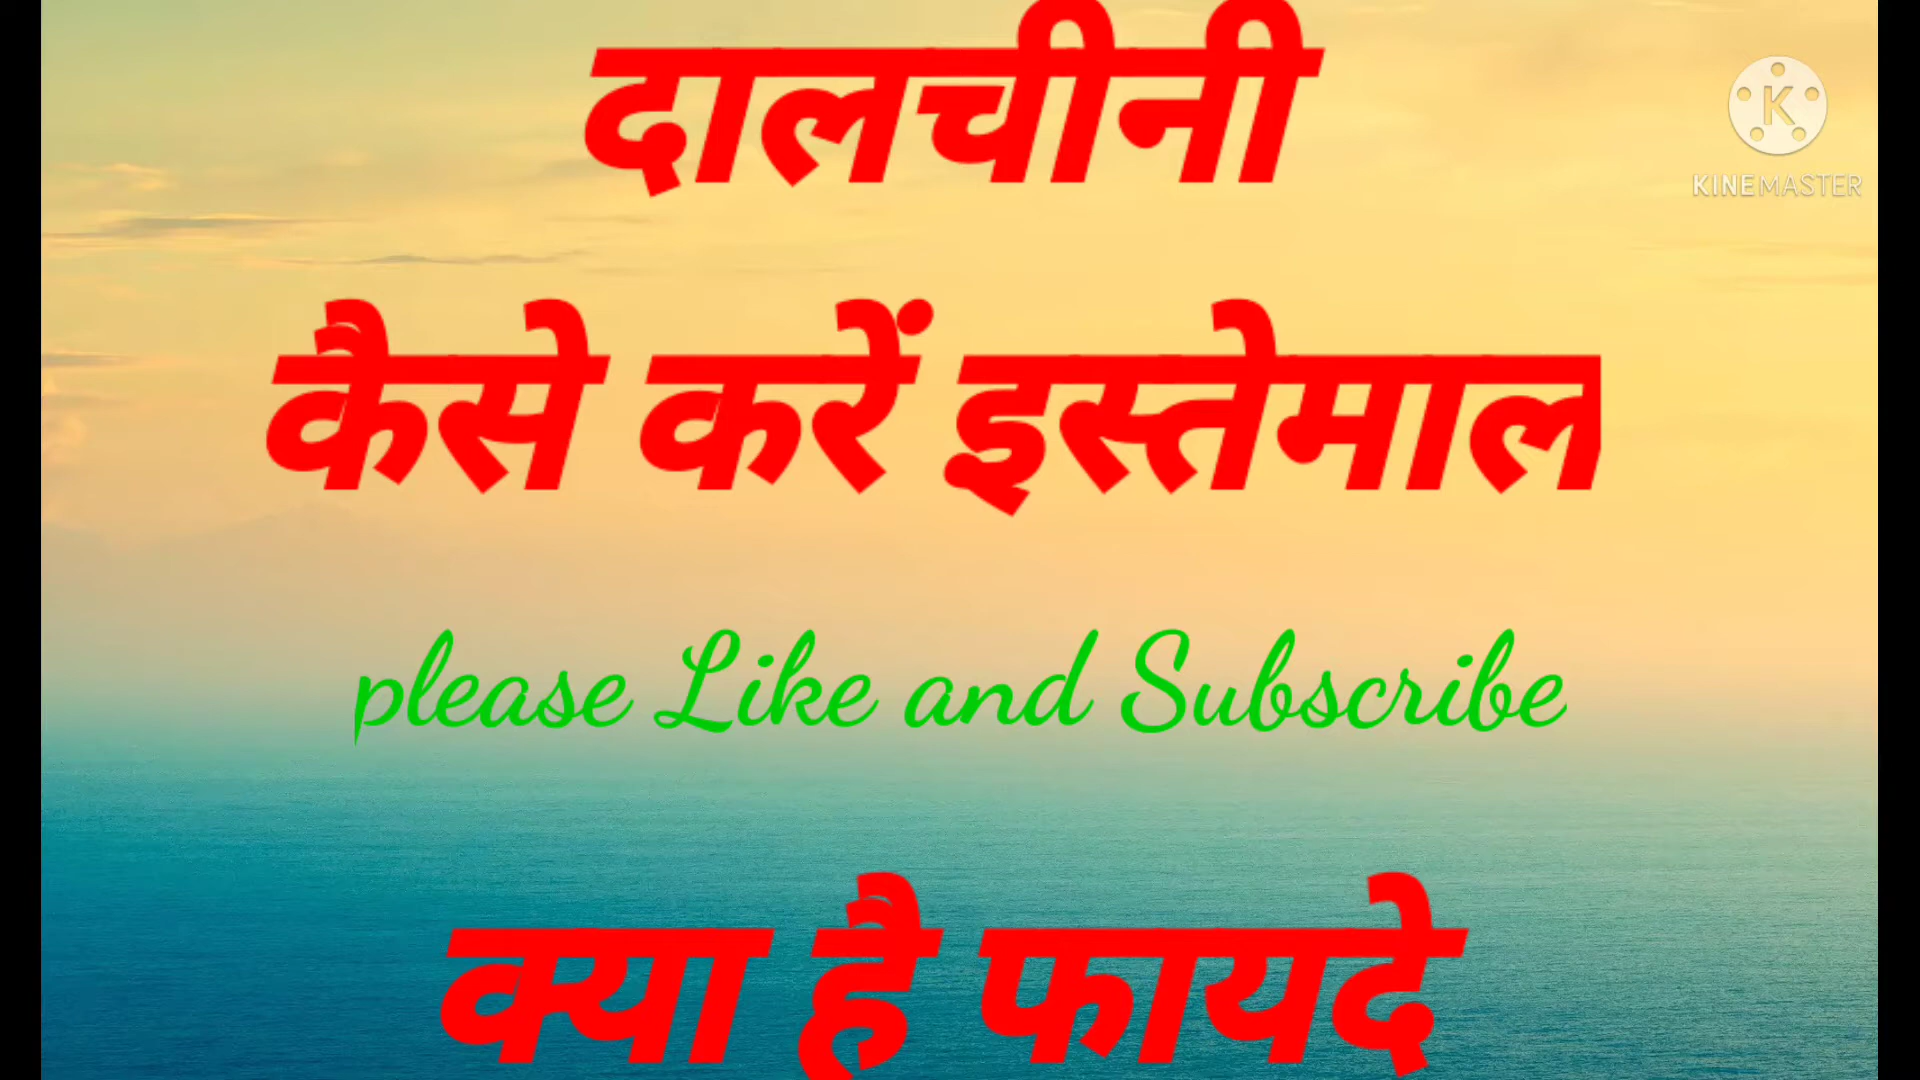 दालचीनी
K
KINEMASTER
कैसे करें इस्तेमाल
please Like and Subscribe
क्या है फायदे